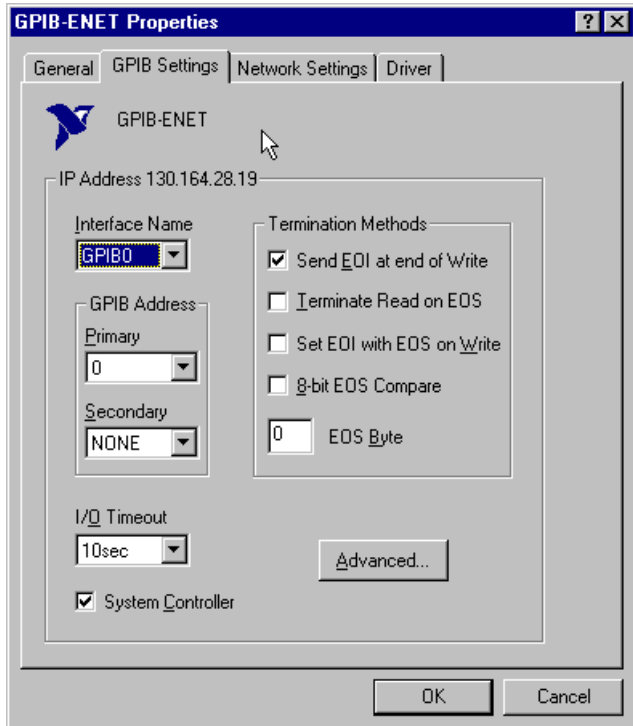 GPIB-ENET Properties
General GPIB Settings Network Settings Driver
GPIB-ENET
IP Address 130.164.28.19
Interface Name
GPIB0
GPIB Address
Primary
0
Secondary
NONE
Termination Methods
Send EOI at end of Write
Terminate Read on EOS
Set EOI with EOS on Write
8-bit EOS Compare
0 EOS Byte
I/O Timeout
10sec
Advanced...
System Controller
OK Cancel